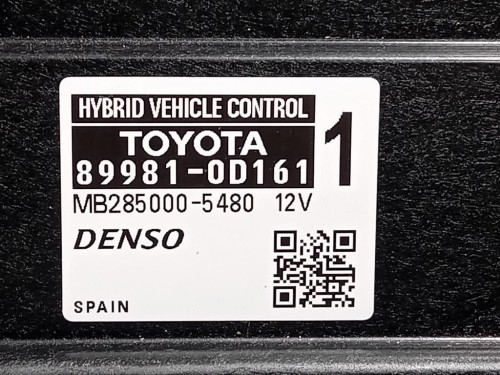 HYBRID VEHICLE CONTROL
TOYOTA 1
89981-0D161
MB285000-5480 12V
DENSO
SPAIN